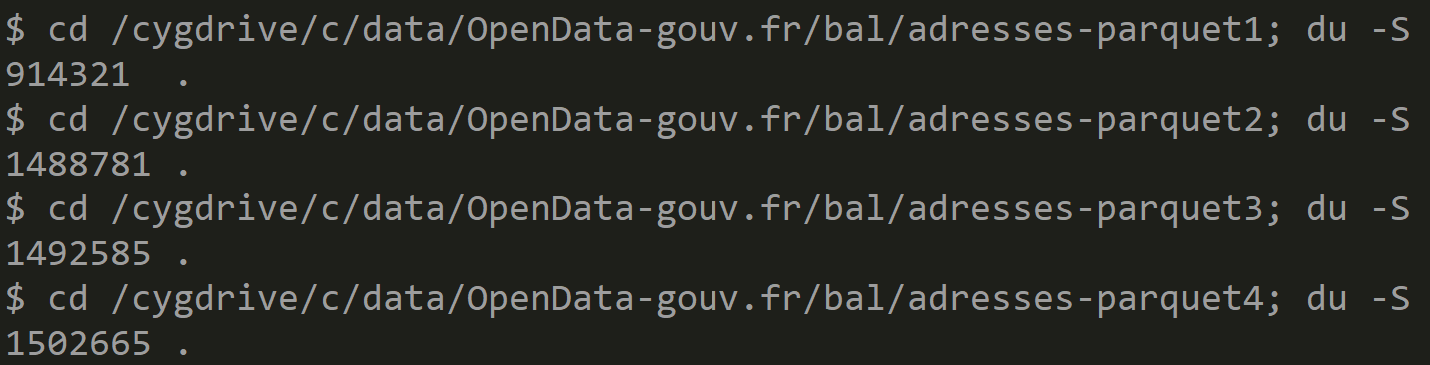 $ cd /cygdrive/c/data/OpenData-gouv.fr/bal/adresses-parquet1; du -S
914321  .
$ cd /cygdrive/c/data/OpenData-gouv.fr/bal/adresses-parquet2; du -S
1488781 .
$ cd /cygdrive/c/data/OpenData-gouv.fr/bal/adresses-parquet3; du -S
1492585 .
$ cd /cygdrive/c/data/OpenData-gouv.fr/bal/adresses-parquet4; du -S
1502665 .